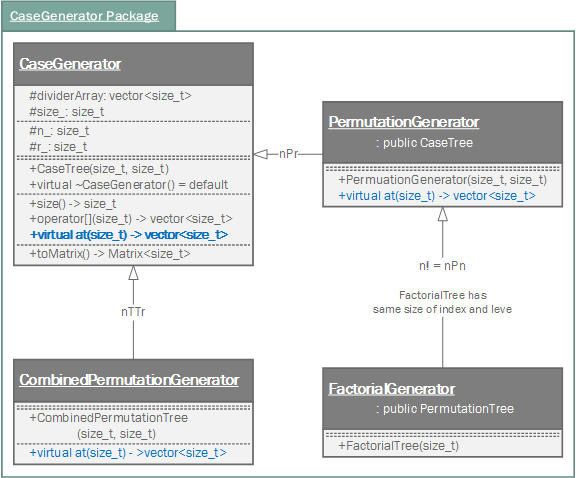 CaseGenerator Package
CaseGenerator
#dividerArray: vector<size_t>
#size_: size_t
#n_: size_t
#r_: size_t
+CaseTree(size_t, size_t)
+virtual ~CaseGenerator() = default
+size() -> size_t
+operator[](size_t) -> vector<size_t>
+virtual at(size_t) -> vector<size_t>
+toMatrix() -> Matrix<size_t>
nPr
PermutationGenerator
: public CaseTree
+PermuationGenerator(size_t, size_t)
+virtual at(size_t) -> vector<size_t>
nTTr
n! = nPn
FactorialTree has
same size of index and leve
CombinedPermutationGenerator
+CombinedPermutationTree
(size_t, size_t)
+virtual at(size_t) - >vector<size_t>
FactorialGenerator
: public PermutationTree
+FactorialTree(size_t)